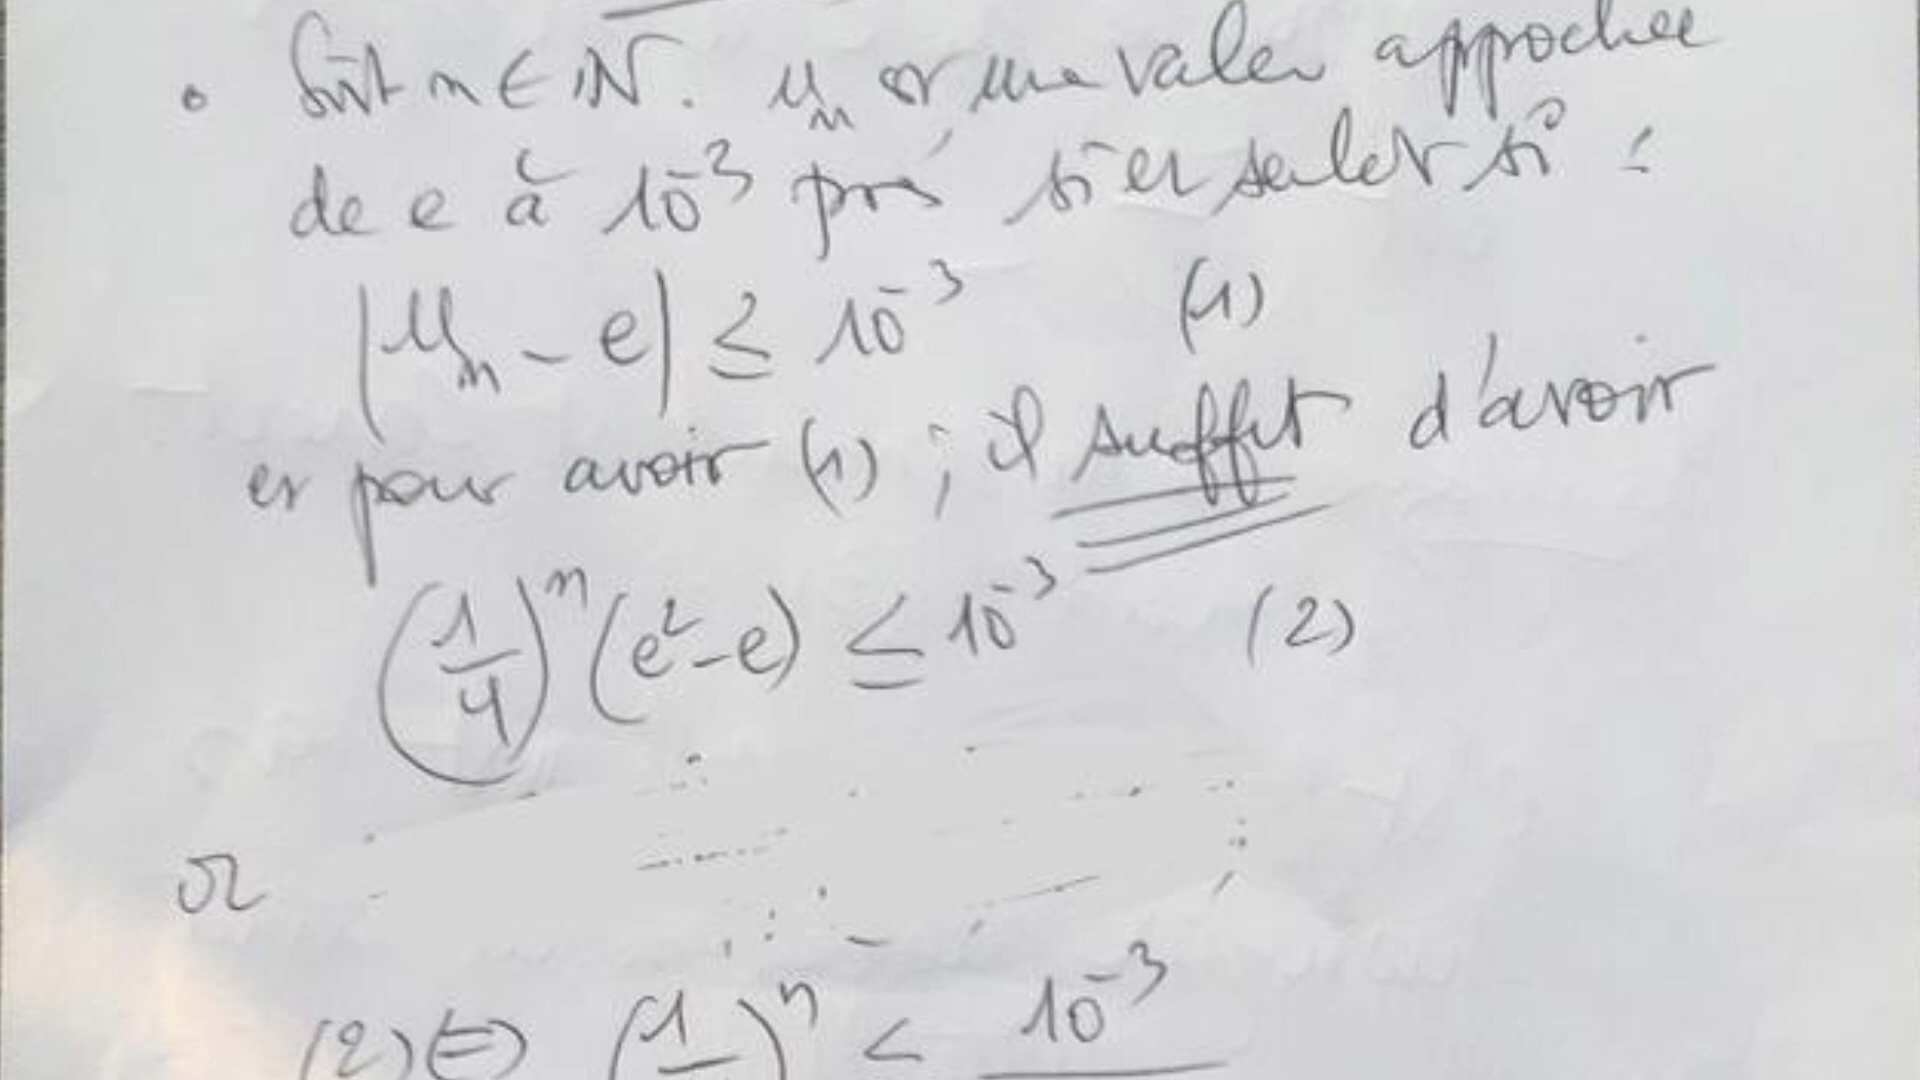 • Soit n ∈ ℕ. uₙ est une valeur approchée
de e à 10⁻³ près si et seulet si :
|uₙ - e| ≤ 10⁻³ (1)
et pour avoir (1) ; il suffit d'avoir
(1/4)ⁿ (e² - e) ≤ 10⁻³ (2)
or
(2) ⇔ (1/ )ⁿ < 10⁻³